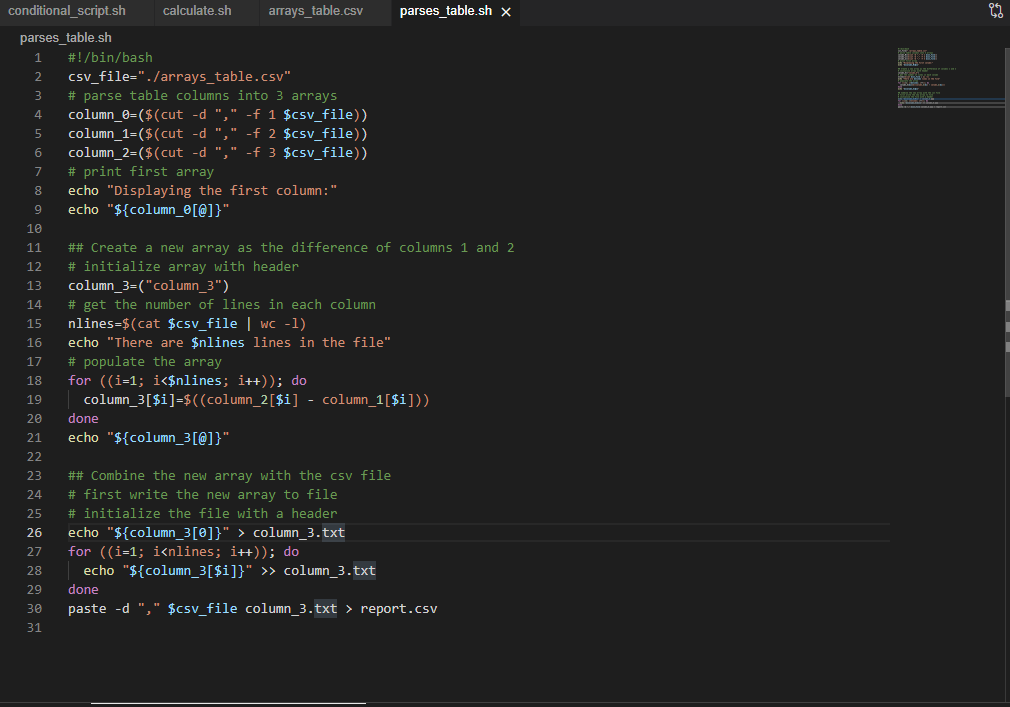 conditional_script.sh calculate.sh arrays_table.csv parses_table.sh
parses_table.sh
1 #!/bin/bash
2 csv_file="./arrays_table.csv"
3 # parse table columns into 3 arrays
4 column_0=($(cut -d "," -f 1 $csv_file))
5 column_1=($(cut -d "," -f 2 $csv_file))
6 column_2=($(cut -d "," -f 3 $csv_file))
7 # print first array
8 echo "Displaying the first column:"
9 echo "${column_0[@]}"
10
11 ## Create a new array as the difference of columns 1 and 2
12 # initialize array with header
13 column_3=("column_3")
14 # get the number of lines in each column
15 nlines=$(cat $csv_file | wc -l)
16 echo "There are $nlines lines in the file"
17 # populate the array
18 for ((i=1; i<$nlines; i++)); do
19   column_3[$i]=$((column_2[$i] - column_1[$i]))
20 done
21 echo "${column_3[@]}"
22
23 ## Combine the new array with the csv file
24 # first write the new array to file
25 # initialize the file with a header
26 echo "${column_3[0]}" > column_3.txt
27 for ((i=1; i<nlines; i++)); do
28   echo "${column_3[$i]}" >> column_3.txt
29 done
30 paste -d "," $csv_file column_3.txt > report.csv
31